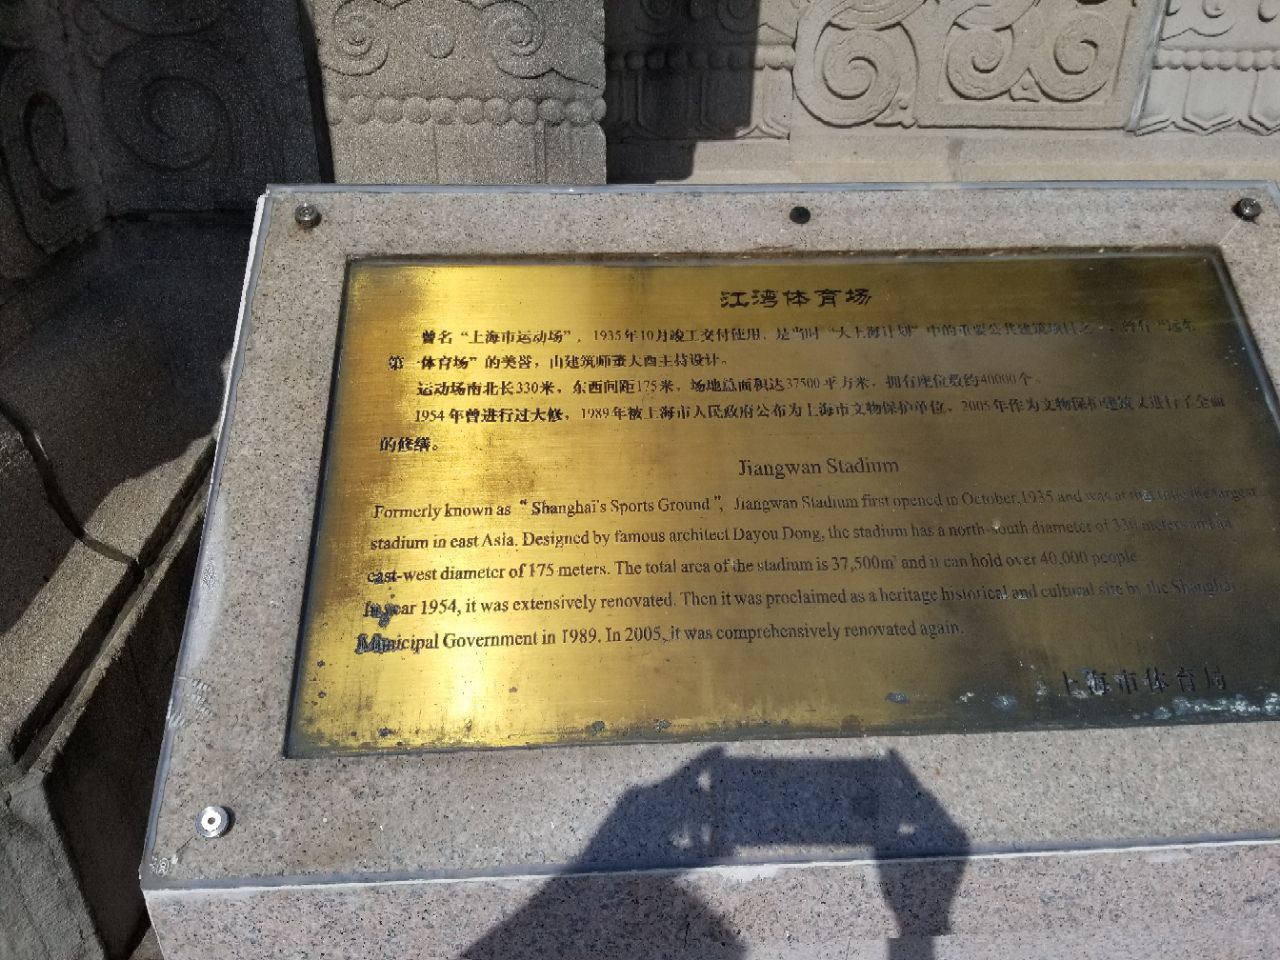 江湾体育场
曾名“上海市运动场”，1935年10月竣工交付使用，是当时“大上海计划”中的重要公共建筑项目之一，曾有“远东
第一体育场”的美誉，由建筑师董大酉主持设计。
运动场南北长330米，东西间距175米，场地总面积达37500平方米，拥有座位数约40000个。
1954年曾进行过大修，1989年被上海市人民政府公布为上海市文物保护单位，2005年作为文物保护建筑又进行了全面
的修缮。
Jiangwan Stadium
Formerly known as “Shanghai's Sports Ground”, Jiangwan Stadium first opened in October,1935 and was at that time the largest
stadium in east Asia. Designed by famous architect Dayou Dong, the stadium has a north-south diameter of 330 meters and an
east-west diameter of 175 meters. The total area of the stadium is 37,500㎡ and it can hold over 40,000 people.
In year 1954, it was extensively renovated. Then it was proclaimed as a heritage historical and cultural site by the Shanghai
Municipal Government in 1989. In 2005, it was comprehensively renovated again.
上海市体育局